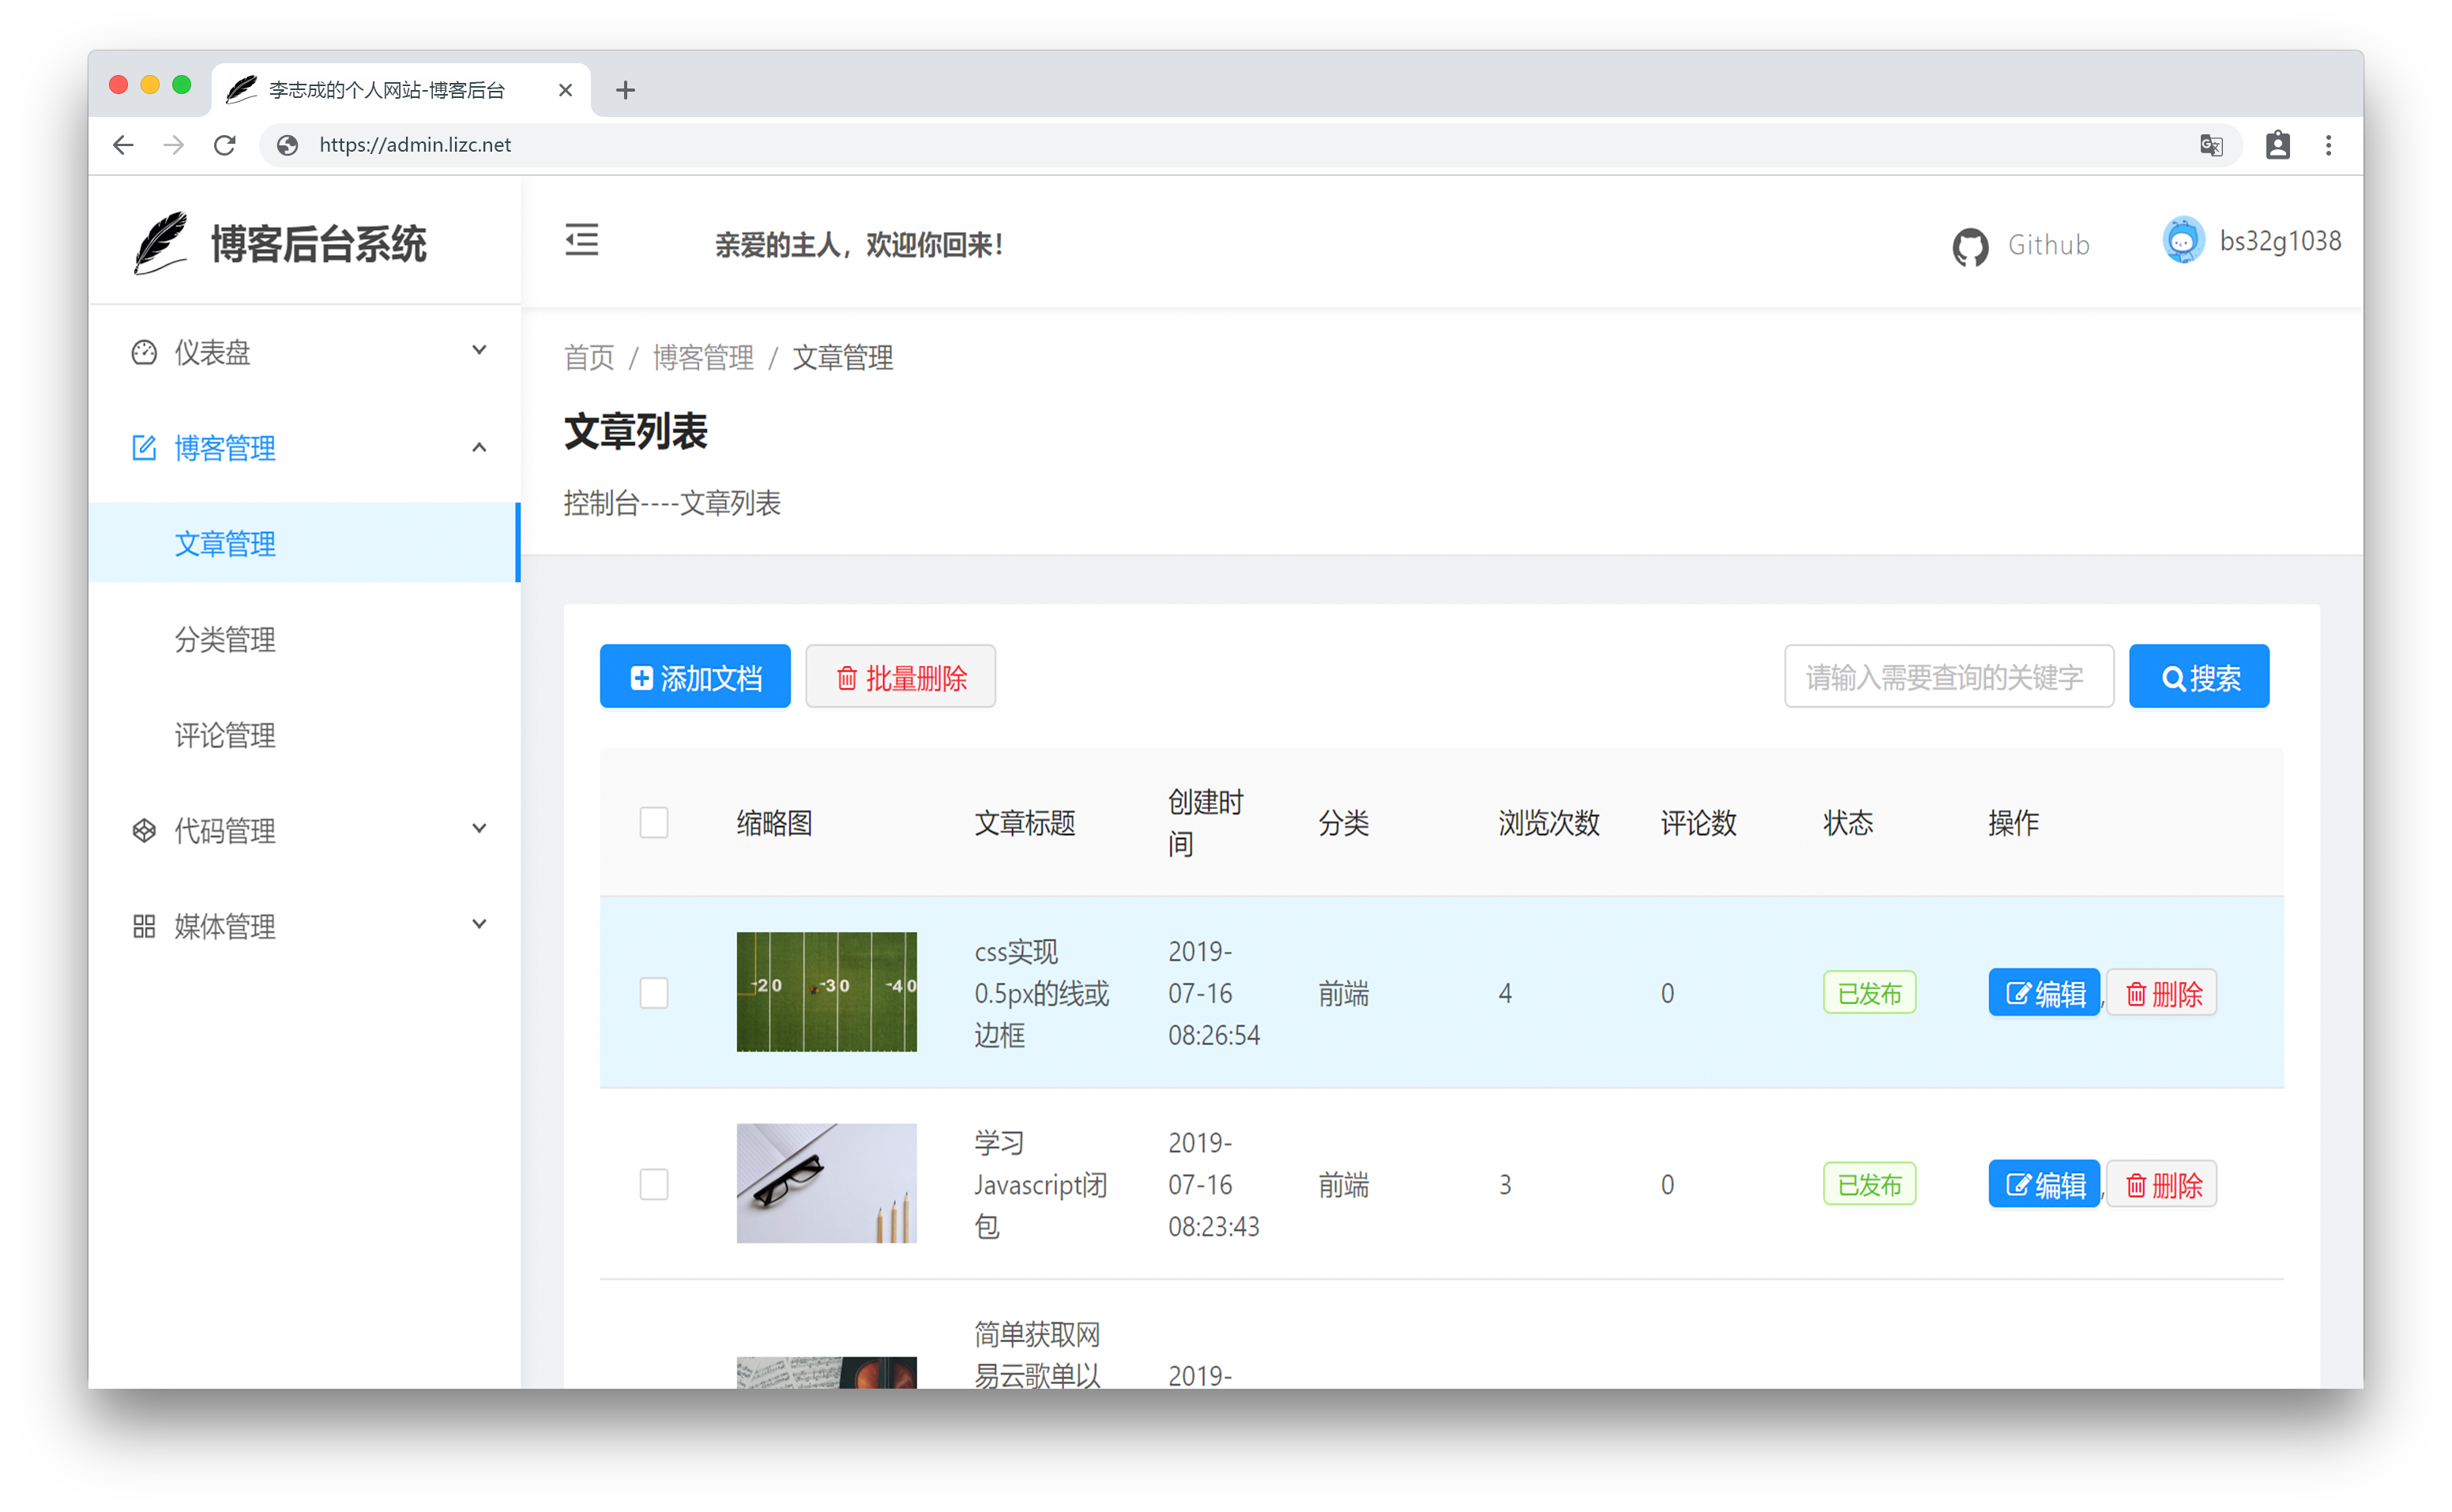 李志成的个人网站-博客后台
https://admin.lizc.net
博客后台系统
亲爱的主人，欢迎你回来！
Github
bs32g1038
仪表盘
博客管理
文章管理
分类管理
评论管理
代码管理
媒体管理
首页 / 博客管理 / 文章管理
文章列表
控制台----文章列表
添加文档
批量删除
请输入需要查询的关键字
搜索
缩略图
文章标题
创建时
间
分类
浏览次数
评论数
状态
操作
20 30 40
css实现
0.5px的线或
边框
2019-
07-16
08:26:54
前端
4
0
已发布
编辑,
删除
学习
Javascript闭
包
2019-
07-16
08:23:43
前端
3
0
已发布
编辑,
删除
简单获取网
易云歌单以
2019-